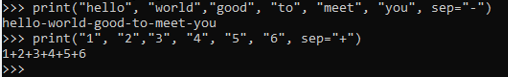 >>> print("hello", "world","good", "to", "meet", "you", sep="-")
hello-world-good-to-meet-you
>>> print("1", "2","3", "4", "5", "6", sep="+")
1+2+3+4+5+6
>>>